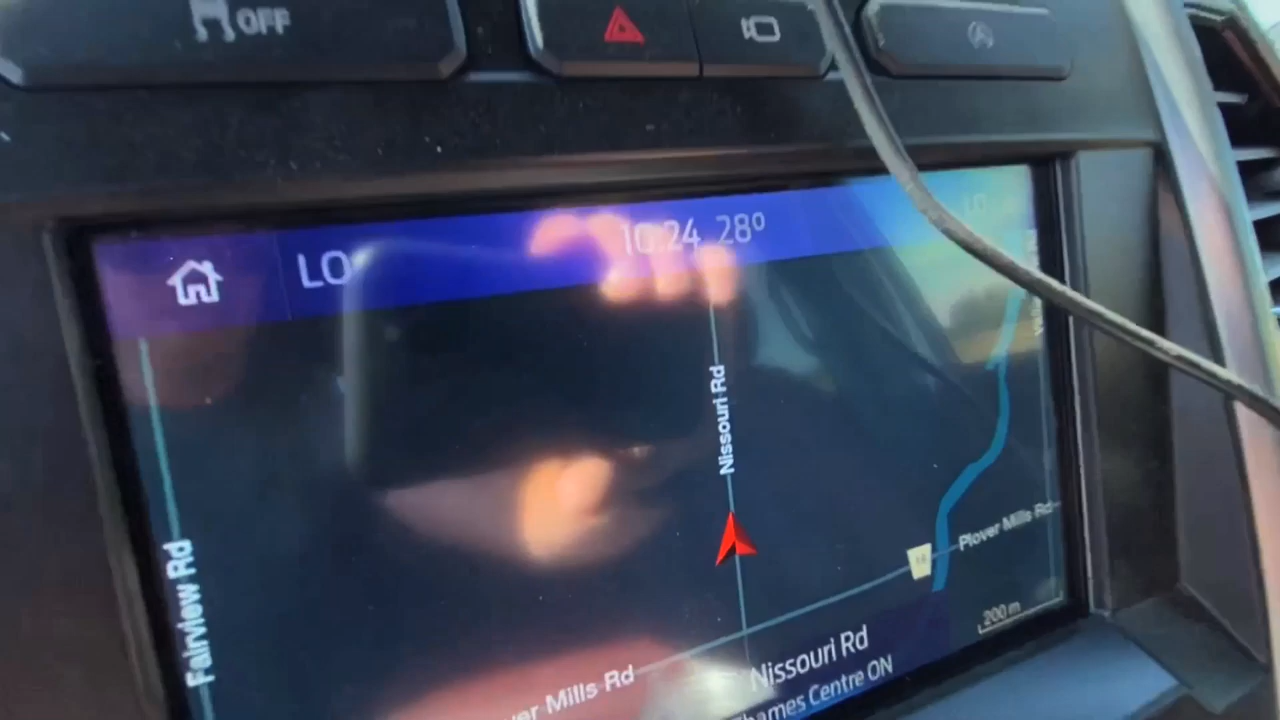 OFF
LO
10:24 28°
LO
Nissouri Rd
Fairview Rd
Plover Mills Rd
200 m
Mills Rd
Nissouri Rd
Thames Centre ON